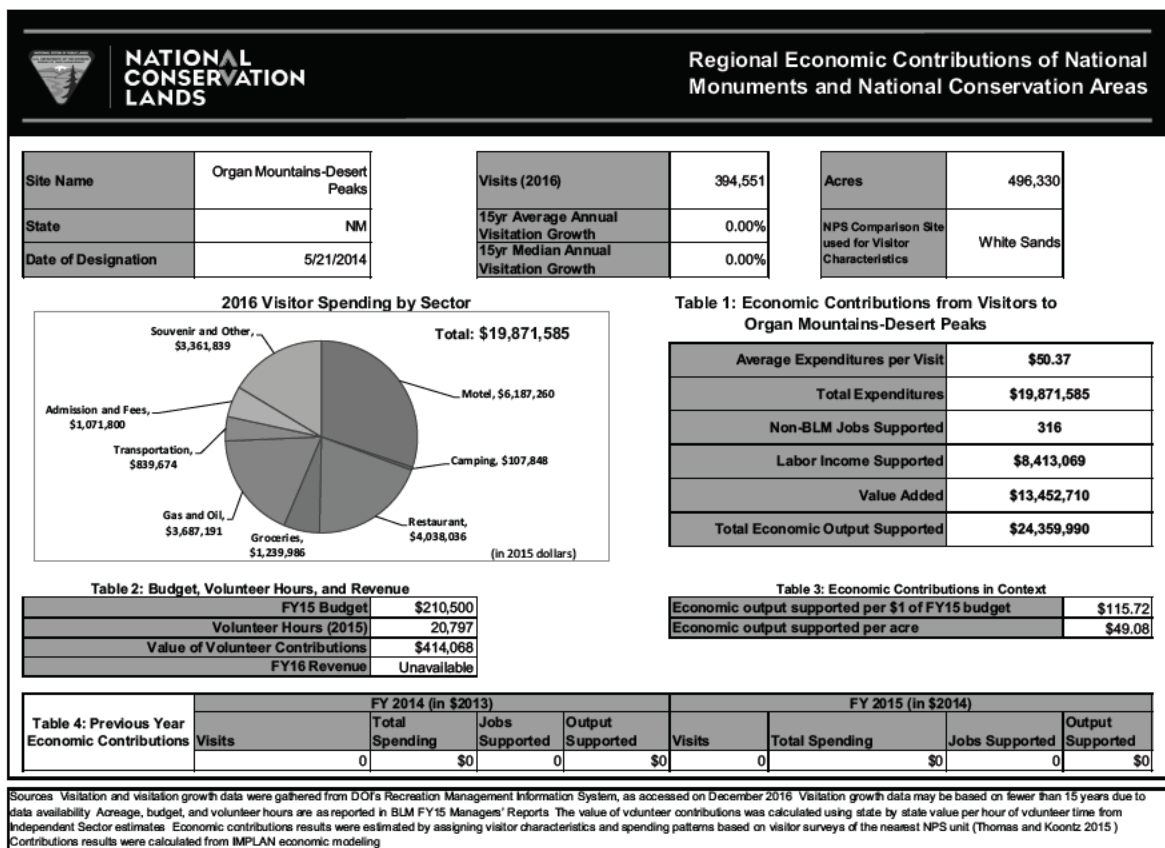 NATIONAL
CONSERVATION
LANDS
Regional Economic Contributions of National
Monuments and National Conservation Areas
Site Name
Organ Mountains-Desert
Peaks
State
NM
Date of Designation
5/21/2014
Visits (2016)
394,551
15yr Average Annual
Visitation Growth
0.00%
15yr Median Annual
Visitation Growth
0.00%
Acres
496,330
NPS Comparison Site
used for Visitor
Characteristics
White Sands
2016 Visitor Spending by Sector
Total: $19,871,585
Souvenir and Other,
$3,361,839
Motel, $6,187,260
Admission and Fees,
$1,071,800
Transportation,
$839,674
Camping, $107,848
Gas and Oil,
$3,687,191
Groceries,
$1,239,986
Restaurant,
$4,038,036
(in 2015 dollars)
Table 1: Economic Contributions from Visitors to
Organ Mountains-Desert Peaks
Average Expenditures per Visit $50.37
Total Expenditures $19,871,585
Non-BLM Jobs Supported 316
Labor Income Supported $8,413,069
Value Added $13,452,710
Total Economic Output Supported $24,359,990
Table 2: Budget, Volunteer Hours, and Revenue
FY15 Budget $210,500
Volunteer Hours (2015) 20,797
Value of Volunteer Contributions $414,068
FY16 Revenue Unavailable
Table 3: Economic Contributions in Context
Economic output supported per $1 of FY15 budget $115.72
Economic output supported per acre $49.08
Table 4: Previous Year
Economic Contributions
FY 2014 (in $2013)
FY 2015 (in $2014)
Visits
Total
Spending
Jobs
Supported
Output
Supported
Visits
Total Spending
Jobs Supported
Output
Supported
0 $0 0 $0 0 $0 0 $0
Sources Visitation and visitation growth data were gathered from DOI's Recreation Management Information System, as accessed on December 2016 Visitation growth data may be based on fewer than 15 years due to
data availability Acreage, budget, and volunteer hours are as reported in BLM FY15 Managers' Reports The value of volunteer contributions was calculated using state by state value per hour of volunteer time from
Independent Sector estimates Economic contributions results were estimated by assigning visitor characteristics and spending patterns based on visitor surveys of the nearest NPS unit (Thomas and Koontz 2015 )
Contributions results were calculated from IMPLAN economic modeling